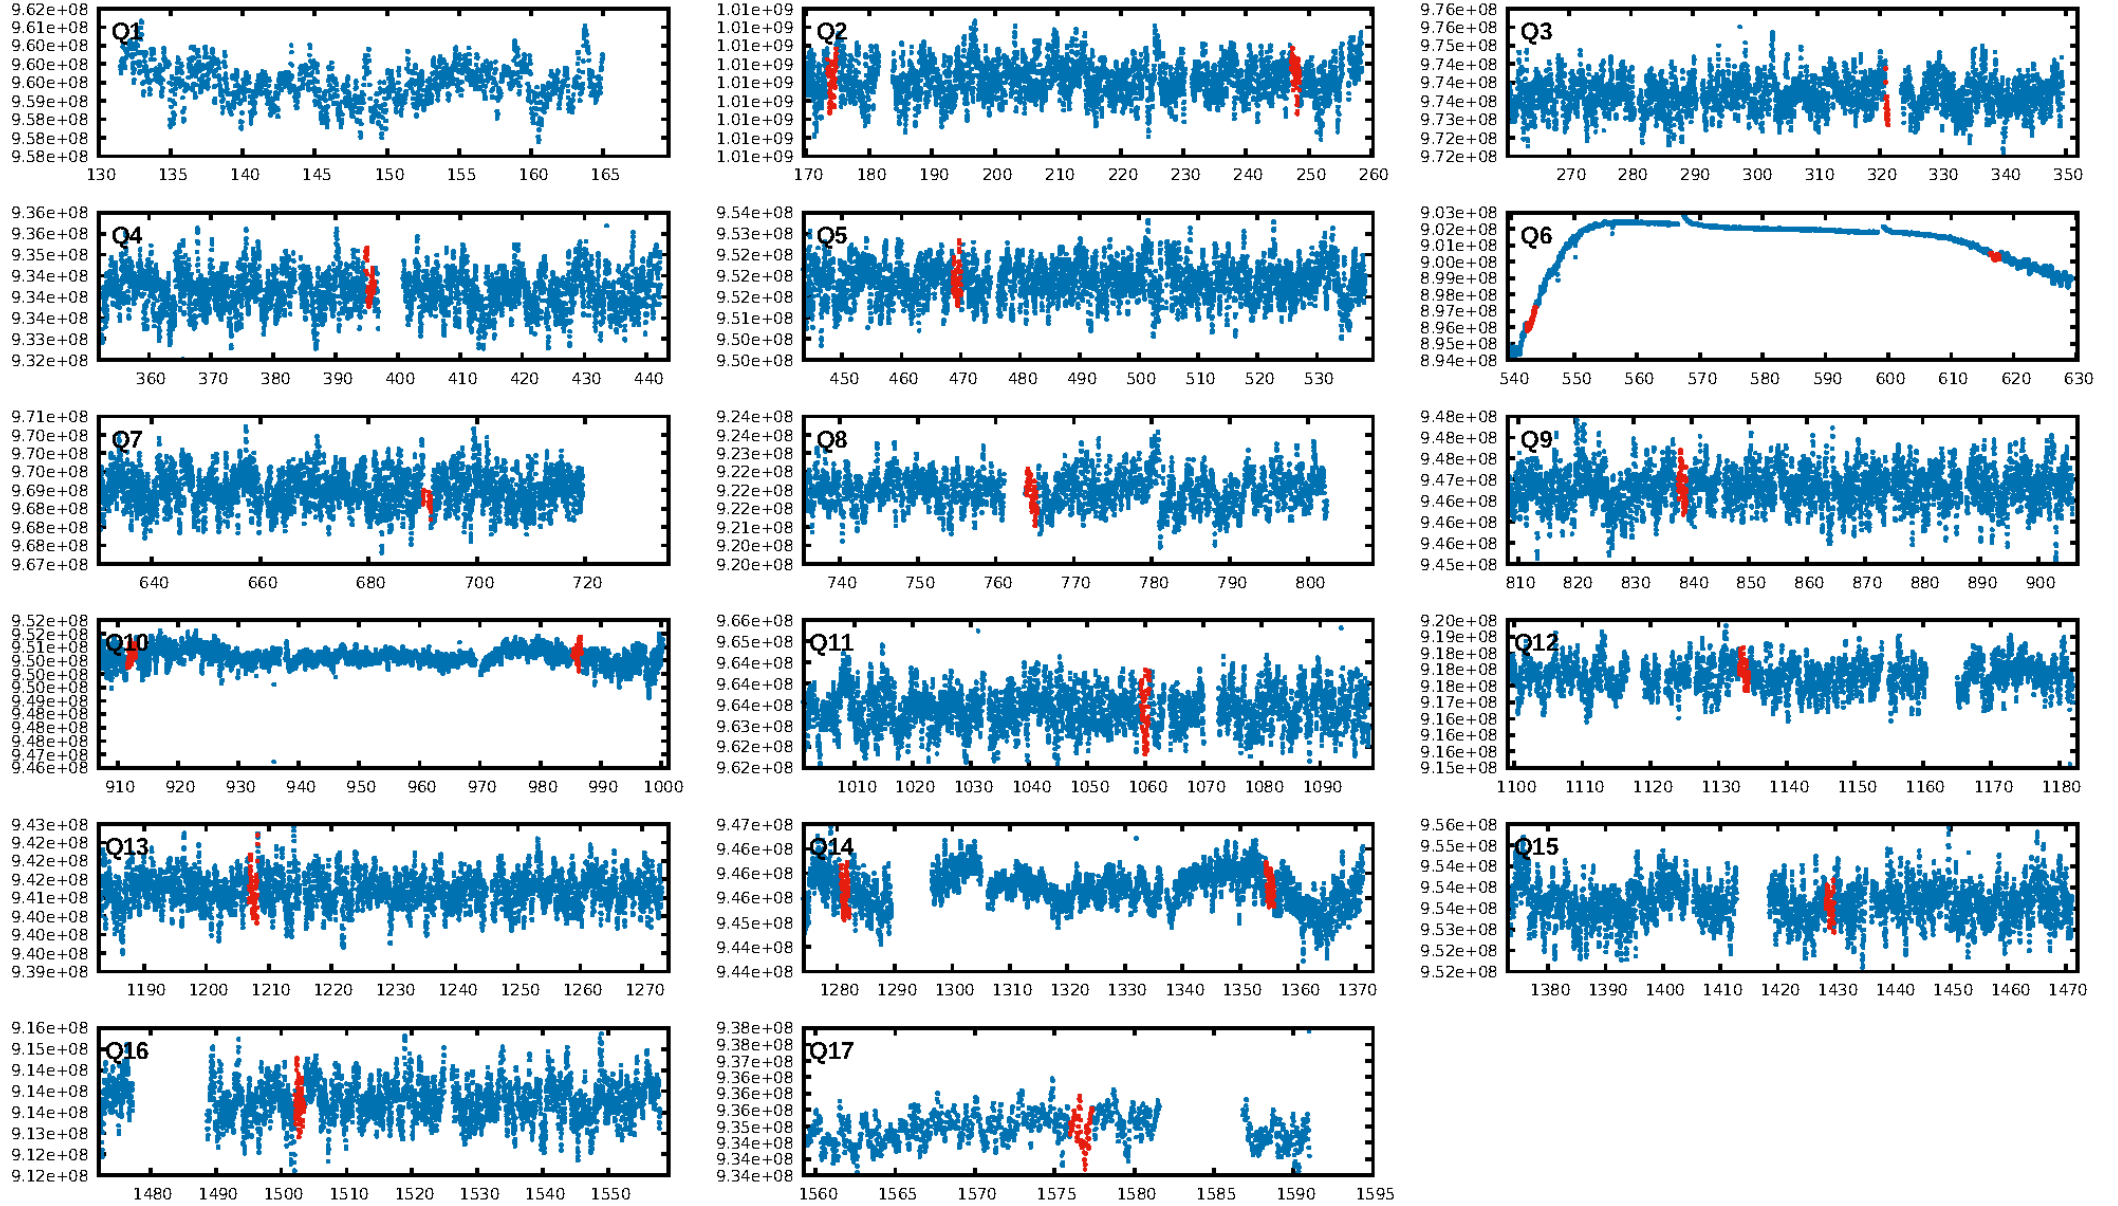 9.62e+08
9.61e+08
9.60e+08
9.60e+08
9.60e+08
9.59e+08
9.59e+08
9.58e+08
9.58e+08
Q1
130 135 140 145 150 155 160 165
1.01e+09
1.01e+09
1.01e+09
1.01e+09
1.01e+09
1.01e+09
1.01e+09
1.01e+09
1.01e+09
Q2
170 180 190 200 210 220 230 240 250 260
9.76e+08
9.76e+08
9.75e+08
9.74e+08
9.74e+08
9.74e+08
9.73e+08
9.72e+08
9.72e+08
Q3
270 280 290 300 310 320 330 340 350
9.36e+08
9.35e+08
9.35e+08
9.34e+08
9.34e+08
9.34e+08
9.33e+08
9.32e+08
Q4
360 370 380 390 400 410 420 430 440
9.54e+08
9.53e+08
9.52e+08
9.52e+08
9.52e+08
9.51e+08
9.50e+08
9.50e+08
Q5
450 460 470 480 490 500 510 520 530
9.03e+08
9.02e+08
9.01e+08
9.00e+08
8.99e+08
8.98e+08
8.97e+08
8.96e+08
8.95e+08
8.94e+08
Q6
540 550 560 570 580 590 600 610 620 630
9.71e+08
9.70e+08
9.70e+08
9.70e+08
9.69e+08
9.68e+08
9.68e+08
9.67e+08
Q7
640 660 680 700 720
9.24e+08
9.24e+08
9.23e+08
9.22e+08
9.22e+08
9.22e+08
9.21e+08
9.20e+08
9.20e+08
Q8
740 750 760 770 780 790 800
9.48e+08
9.48e+08
9.48e+08
9.47e+08
9.46e+08
9.46e+08
9.46e+08
9.45e+08
Q9
810 820 830 840 850 860 870 880 890 900
9.52e+08
9.52e+08
9.51e+08
9.50e+08
9.50e+08
9.50e+08
9.49e+08
9.48e+08
9.48e+08
9.48e+08
9.47e+08
9.46e+08
Q10
910 920 930 940 950 960 970 980 990 1000
9.66e+08
9.65e+08
9.64e+08
9.64e+08
9.64e+08
9.63e+08
9.62e+08
9.62e+08
Q11
1010 1020 1030 1040 1050 1060 1070 1080 1090
9.20e+08
9.19e+08
9.18e+08
9.18e+08
9.18e+08
9.17e+08
9.16e+08
9.16e+08
9.16e+08
9.15e+08
Q12
1100 1110 1120 1130 1140 1150 1160 1170 1180
9.43e+08
9.42e+08
9.42e+08
9.42e+08
9.41e+08
9.40e+08
9.40e+08
9.40e+08
9.39e+08
Q13
1190 1200 1210 1220 1230 1240 1250 1260 1270
9.47e+08
9.46e+08
9.46e+08
9.46e+08
9.45e+08
9.44e+08
9.44e+08
Q14
1280 1290 1300 1310 1320 1330 1340 1350 1360 1370
9.56e+08
9.55e+08
9.54e+08
9.54e+08
9.54e+08
9.53e+08
9.52e+08
9.52e+08
Q15
1380 1390 1400 1410 1420 1430 1440 1450 1460 1470
9.16e+08
9.15e+08
9.14e+08
9.14e+08
9.14e+08
9.13e+08
9.12e+08
9.12e+08
Q16
1480 1490 1500 1510 1520 1530 1540 1550
9.38e+08
9.38e+08
9.37e+08
9.36e+08
9.36e+08
9.36e+08
9.35e+08
9.34e+08
9.34e+08
9.34e+08
Q17
1560 1565 1570 1575 1580 1585 1590 1595